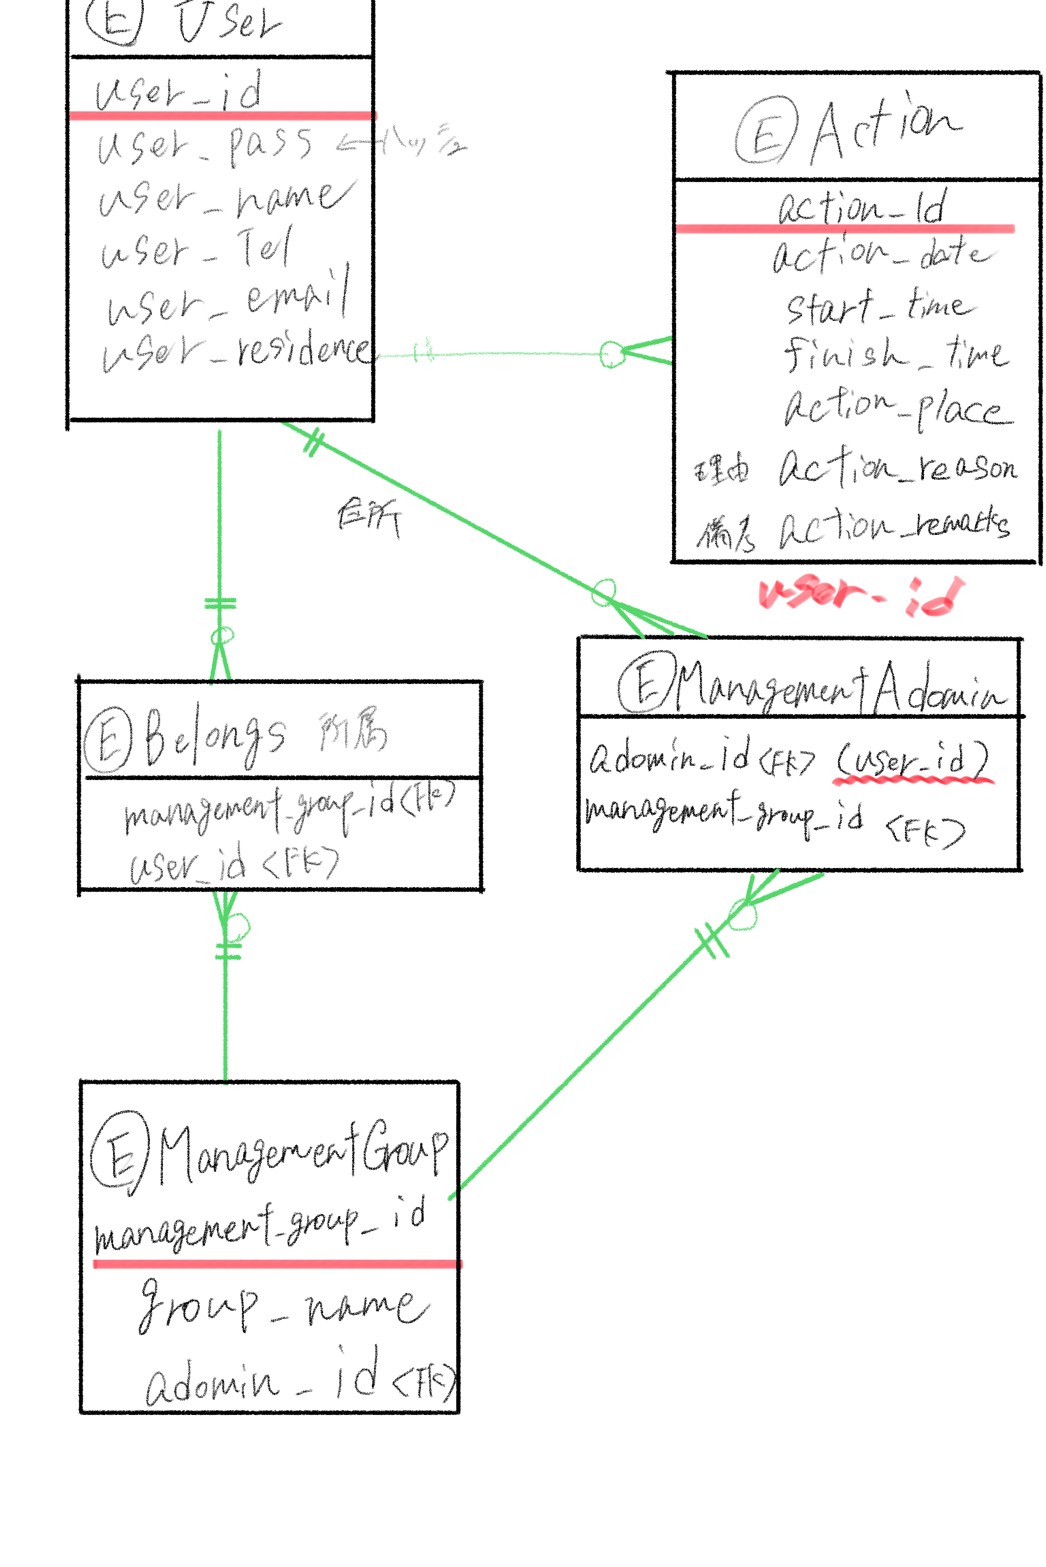 E User
user_id
user_pass ←ハッシュ
user_name
user_Tel
user_email
user_residence
E Action
action_Id
action_date
start_time
finish_time
action_place
理由 action_reason
備考 action_remarks
user-id
住所
E Belongs 所属
management_group_id<FK>
user_id <FK>
E ManagementAdomin
adomin_id <FK> (user_id)
management_group_id <FK>
E ManagementGroup
management_group_id
group_name
adomin_id <FK>